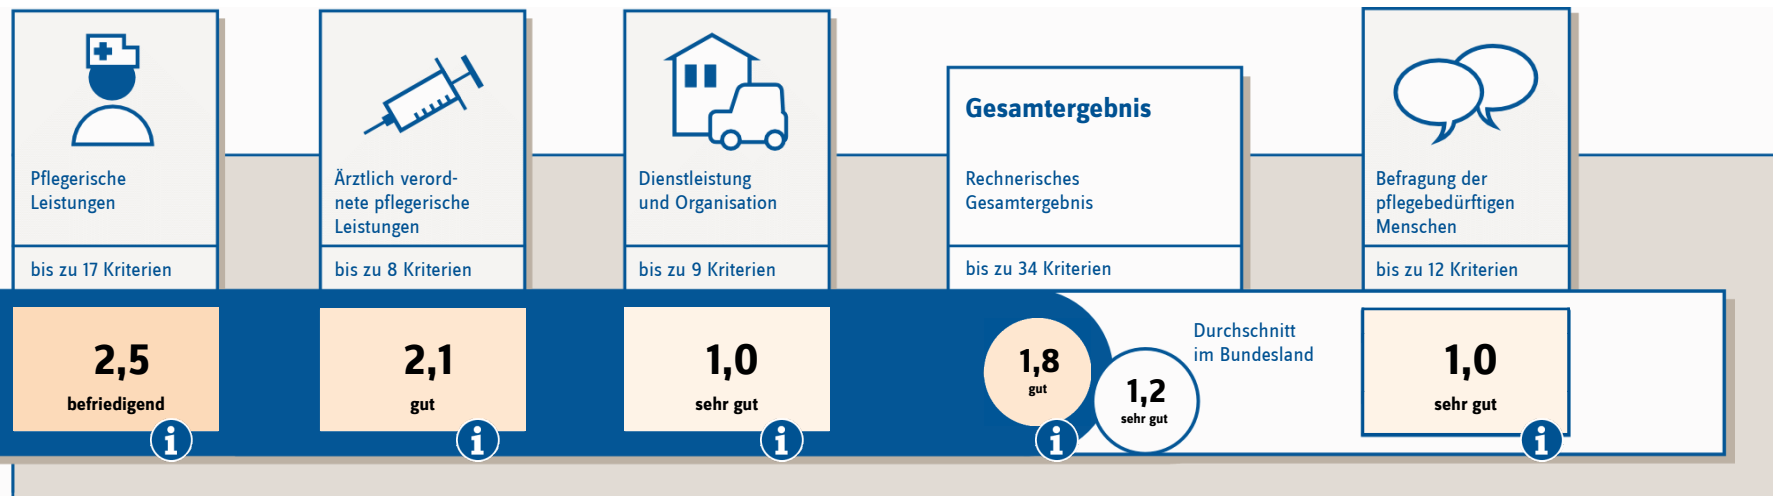 Pflegerische
Leistungen
bis zu 17 Kriterien
2,5
befriedigend
i
Ärztlich verord-
nete pflegerische
Leistungen
bis zu 8 Kriterien
2,1
gut
i
Dienstleistung
und Organisation
bis zu 9 Kriterien
1,0
sehr gut
i
Gesamtergebnis
Rechnerisches
Gesamtergebnis
bis zu 34 Kriterien
1,8
gut
i
1,2
sehr gut
Durchschnitt
im Bundesland
Befragung der
pflegebedürftigen
Menschen
bis zu 12 Kriterien
1,0
sehr gut
i